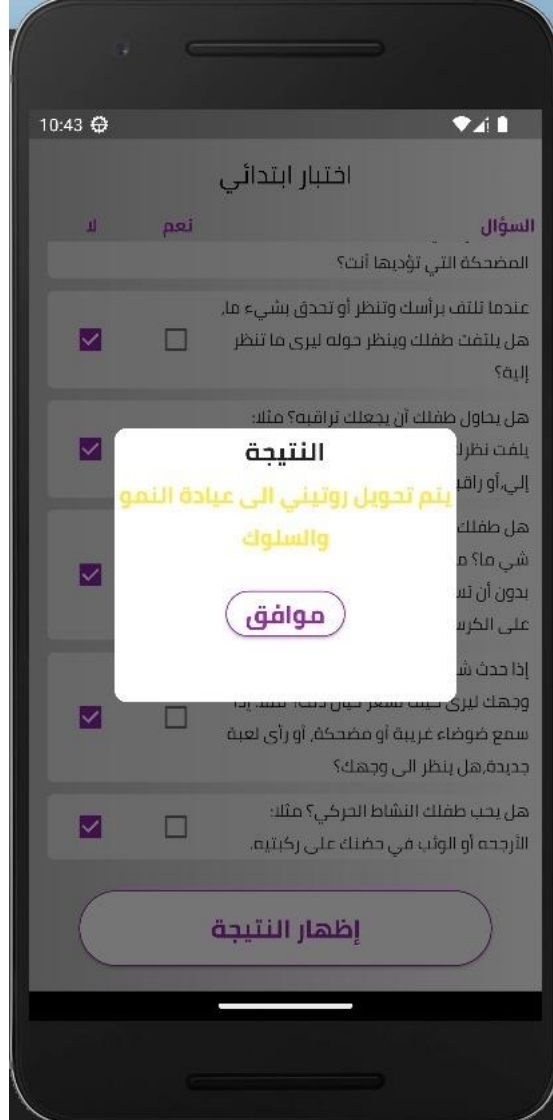 10:43
اختبار ابتدائي
السؤال نعم لا
المضحكة التي تؤديها أنت؟
عندما تلتف برأسك وتنظر أو تحدق بشيء ما,
هل يلتفت طفلك وينظر حوله ليرى ما تنظر
إلية؟
هل يحاول طفلك أن يجعلك تراقبه؟ مثلا:
يلفت نظرك
إلي,أو
هل طفلك
شي ما؟
بدون أن
على
إذا حدث
وجهك ليرى
سمع ضوضاء غريبة أو مضحكة, أو رأى لعبة
جديدة,هل ينظر الى وجهك؟
هل يحب طفلك النشاط الحركي؟ مثلا:
الأرجحه أو الوثب في حضنك على ركبتيه.
النتيجة
يتم تحويل روتيني الى عيادة النمو
والسلوك
موافق
إظهار النتيجة